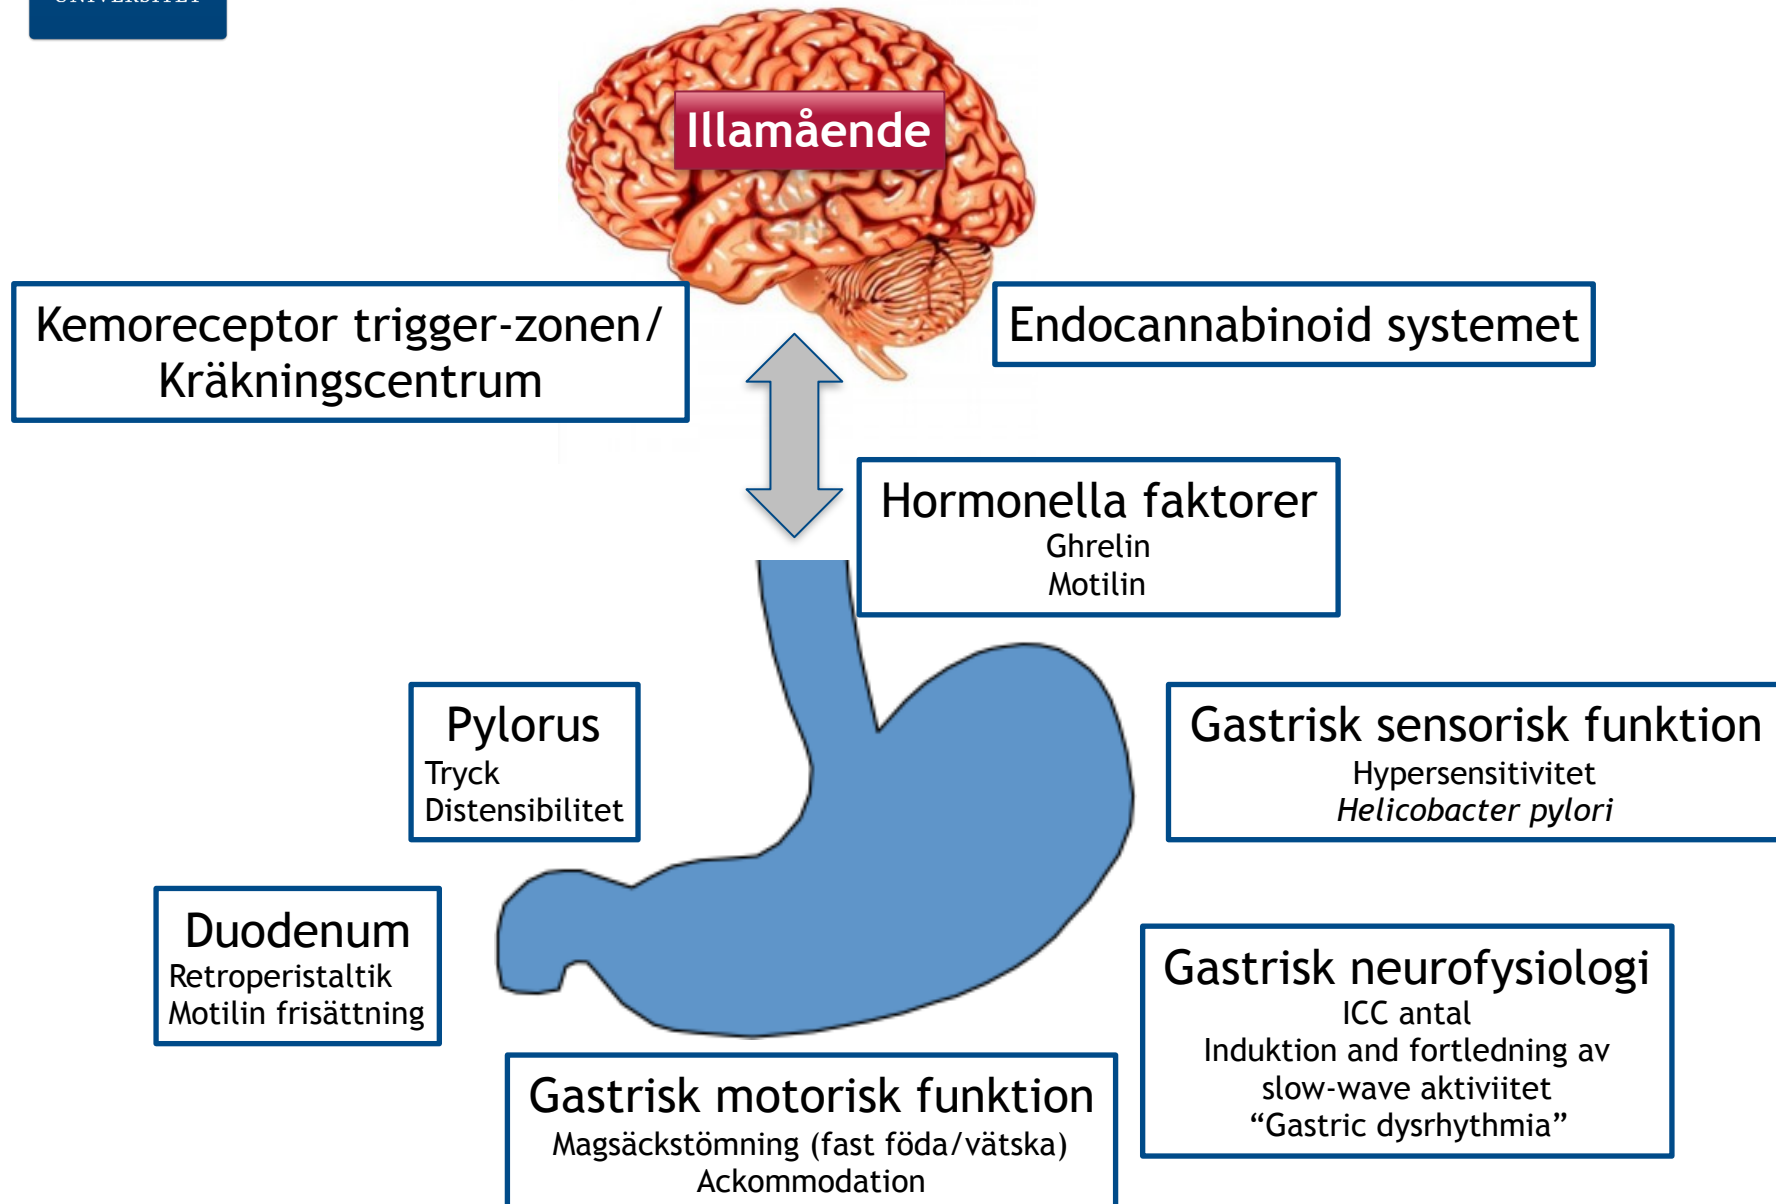 UNIVERSITET
Illamående
Kemoreceptor trigger-zonen/
Kräkningscentrum
Endocannabinoid systemet
Hormonella faktorer
Ghrelin
Motilin
Pylorus
Tryck
Distensibilitet
Gastrisk sensorisk funktion
Hypersensitivitet
Helicobacter pylori
Duodenum
Retroperistaltik
Motilin frisättning
Gastrisk neurofysiologi
ICC antal
Induktion and fortledning av
slow-wave aktiviitet
“Gastric dysrhythmia”
Gastrisk motorisk funktion
Magsäckstömning (fast föda/vätska)
Ackommodation